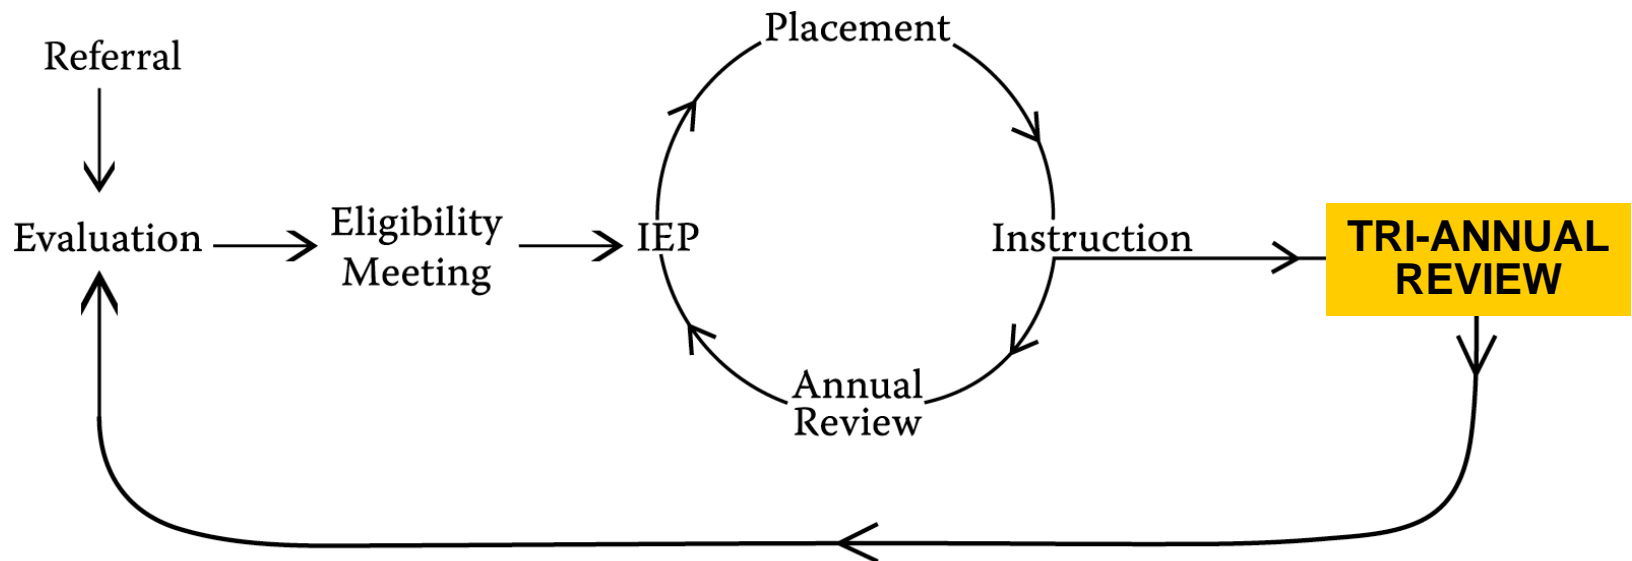 Placement
Referral
Evaluation
Eligibility
Meeting
IEP
Instruction
TRI-ANNUAL
REVIEW
Annual
Review